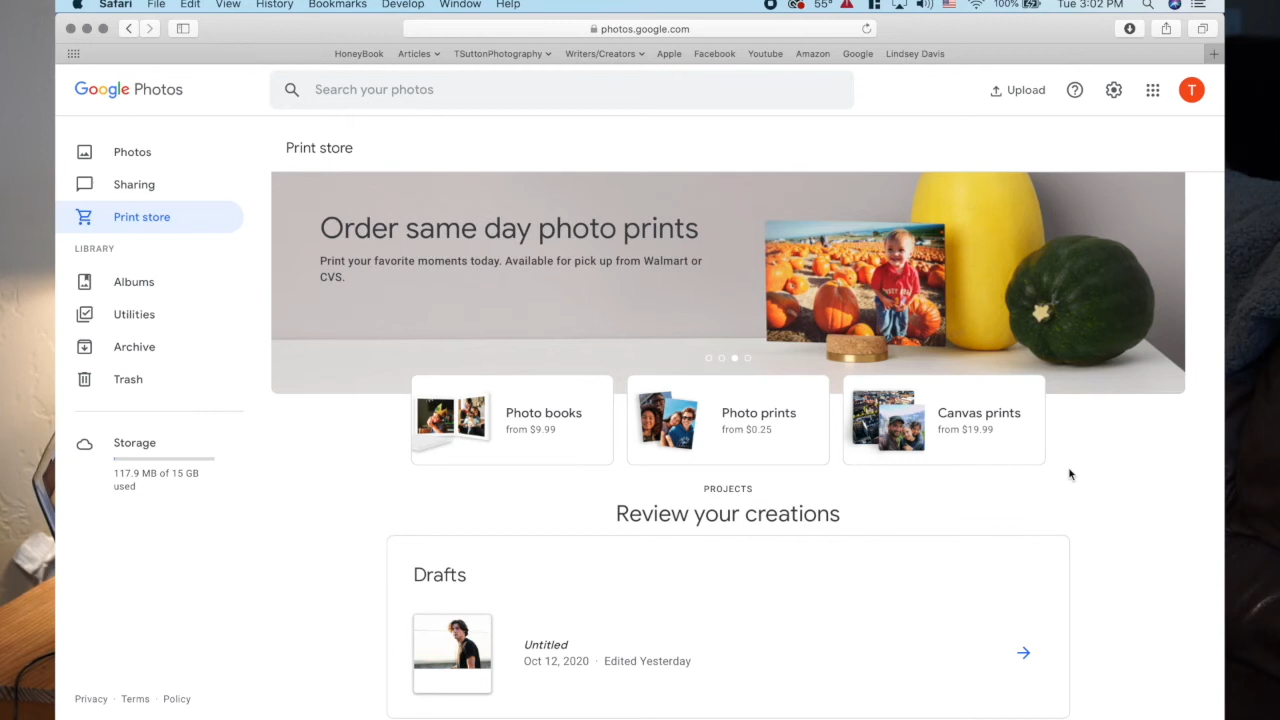 Safari File Edit View History Bookmarks Develop Window Help 55° 100% Tue 3:02 PM
photos.google.com
HoneyBook Articles TSuttonPhotography Writers/Creators Apple Facebook Youtube Amazon Google Lindsey Davis
Google Photos
Search your photos
Upload
T
Photos
Sharing
Print store
LIBRARY
Albums
Utilities
Archive
Trash
Storage
117.9 MB of 15 GB
used
Privacy · Terms · Policy
Print store
Order same day photo prints
Print your favorite moments today. Available for pick up from Walmart or
CVS.
Photo books
from $9.99
Photo prints
from $0.25
Canvas prints
from $19.99
PROJECTS
Review your creations
Drafts
Untitled
Oct 12, 2020 · Edited Yesterday